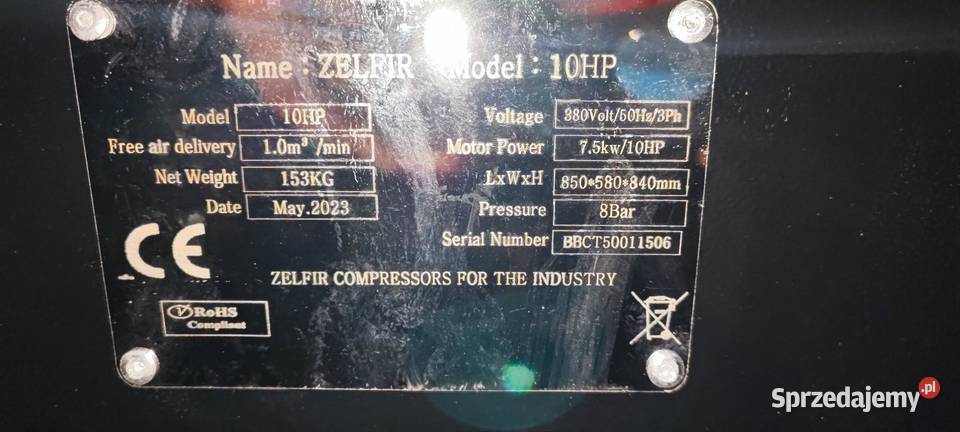 Name : ZELFIR Model : 10HP
Model 10HP
Free air delivery 1.0m³ /min
Net Weight 153KG
Date May.2023
Voltage 380Volt/50Hz/3Ph
Motor Power 7.5kw/10HP
LxWxH 850*580*840mm
Pressure 8Bar
Serial Number BBCT50011506
CE
ZELFIR COMPRESSORS FOR THE INDUSTRY
RoHS
Compliant
Sprzedajemy.pl